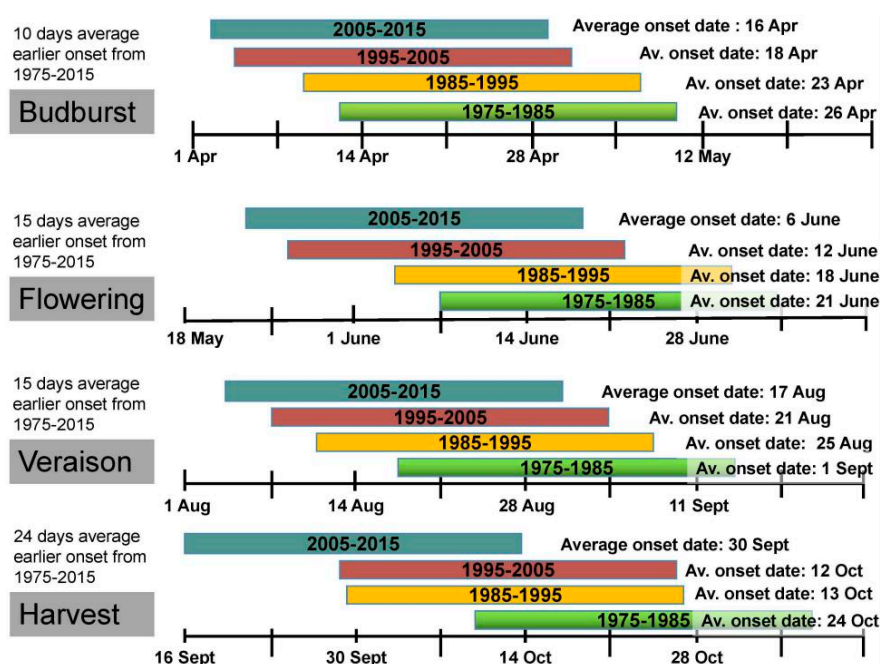 10 days average
earlier onset from
1975-2015
Budburst
2005-2015
Average onset date : 16 Apr
1995-2005
Av. onset date: 18 Apr
1985-1995
Av. onset date: 23 Apr
1975-1985
Av. onset date: 26 Apr
1 Apr
14 Apr
28 Apr
12 May
15 days average
earlier onset from
1975-2015
Flowering
2005-2015
Average onset date: 6 June
1995-2005
Av. onset date: 12 June
1985-1995
Av. onset date: 18 June
1975-1985
Av. onset date: 21 June
18 May
1 June
14 June
28 June
15 days average
earlier onset from
1975-2015
Veraison
2005-2015
Average onset date: 17 Aug
1995-2005
Av. onset date: 21 Aug
1985-1995
Av. onset date: 25 Aug
1975-1985
Av. onset date: 1 Sept
1 Aug
14 Aug
28 Aug
11 Sept
24 days average
earlier onset from
1975-2015
Harvest
2005-2015
Average onset date: 30 Sept
1995-2005
Av. onset date: 12 Oct
1985-1995
Av. onset date: 13 Oct
1975-1985
Av. onset date: 24 Oct
16 Sept
30 Sept
14 Oct
28 Oct